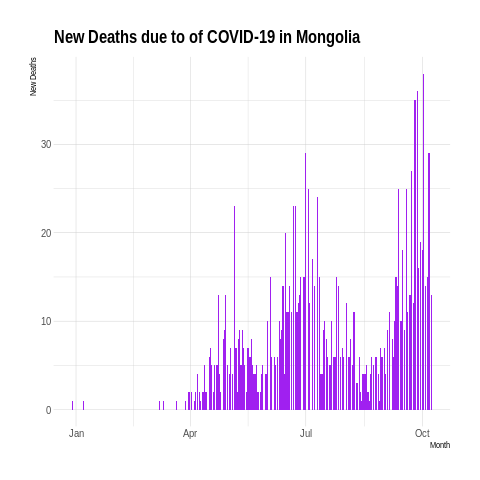 New Deaths due to of COVID-19 in Mongolia
New Deaths
30
20
10
0
Jan Apr Jul Oct
Month